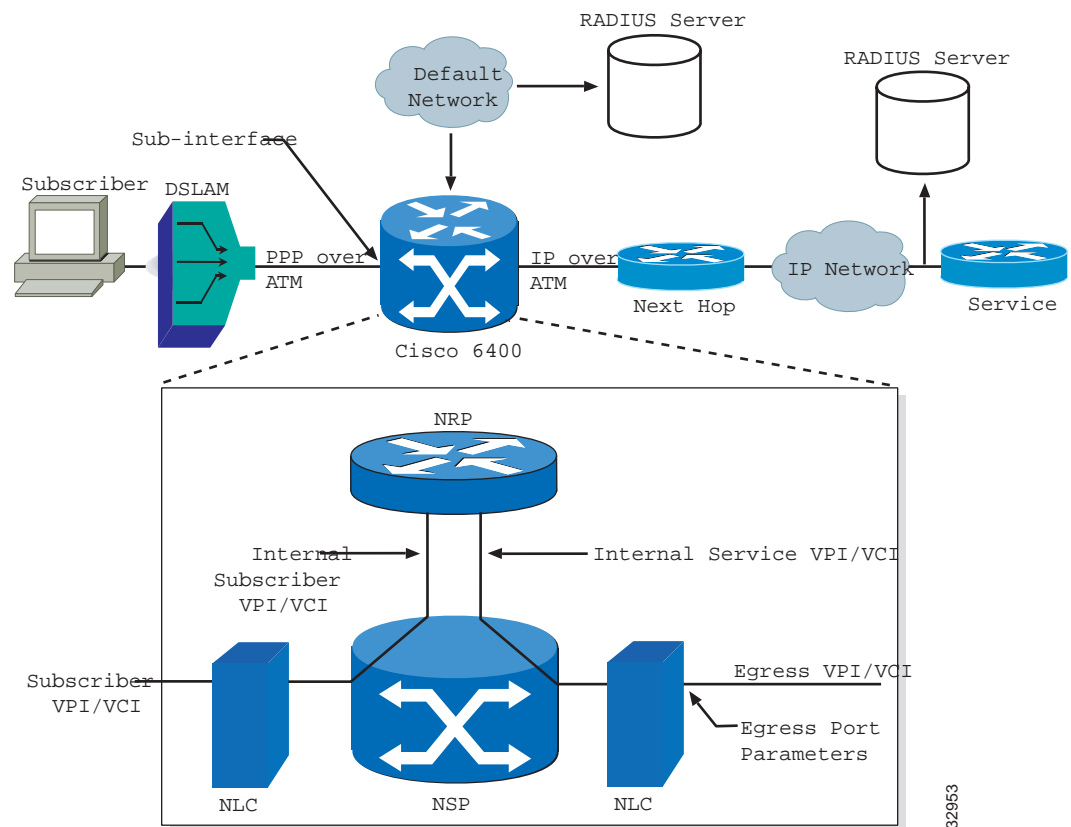 RADIUS Server
RADIUS Server
Default
Network
Sub-interface
Subscriber
DSLAM
PPP over
ATM
IP over
ATM
IP Network
Next Hop
Service
Cisco 6400
NRP
Internal
Subscriber
VPI/VCI
Internal Service VPI/VCI
Subscriber
VPI/VCI
Egress VPI/VCI
Egress Port
Parameters
NLC
NSP
NLC
32953